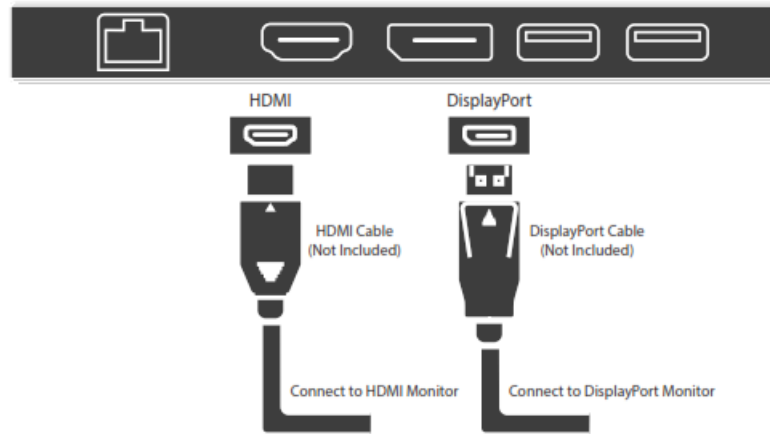 HDMI
DisplayPort
HDMI Cable
(Not Included)
DisplayPort Cable
(Not Included)
Connect to HDMI Monitor
Connect to DisplayPort Monitor